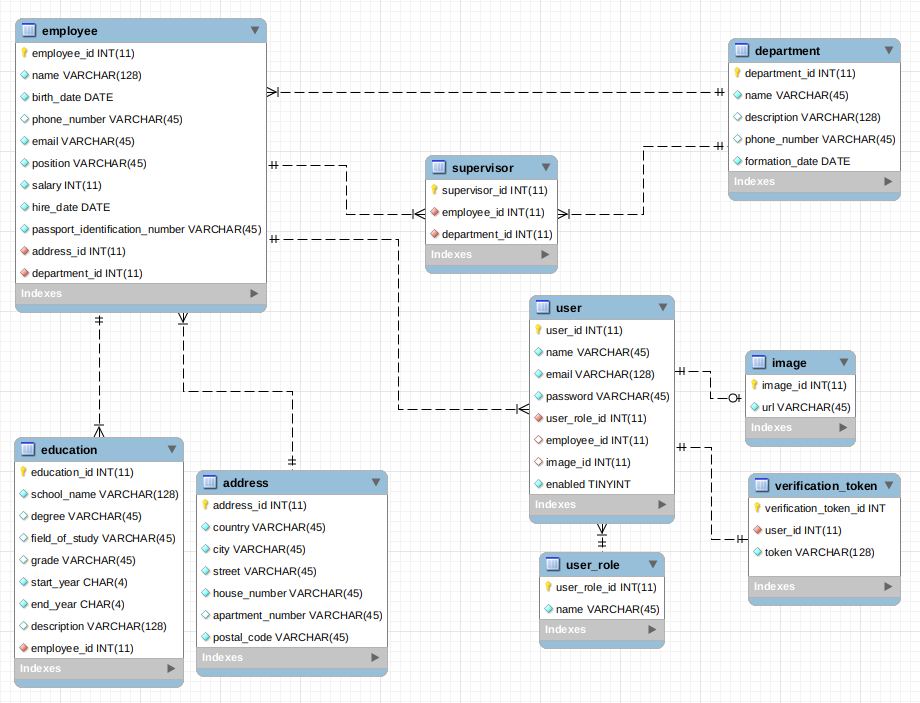 employee
employee_id INT(11)
name VARCHAR(128)
birth_date DATE
phone_number VARCHAR(45)
email VARCHAR(45)
position VARCHAR(45)
salary INT(11)
hire_date DATE
passport_identification_number VARCHAR(45)
address_id INT(11)
department_id INT(11)
Indexes
department
department_id INT(11)
name VARCHAR(45)
description VARCHAR(128)
phone_number VARCHAR(45)
formation_date DATE
Indexes
supervisor
supervisor_id INT(11)
employee_id INT(11)
department_id INT(11)
Indexes
user
user_id INT(11)
name VARCHAR(45)
email VARCHAR(128)
password VARCHAR(45)
user_role_id INT(11)
employee_id INT(11)
image_id INT(11)
enabled TINYINT
Indexes
image
image_id INT(11)
url VARCHAR(45)
Indexes
education
education_id INT(11)
school_name VARCHAR(128)
degree VARCHAR(45)
field_of_study VARCHAR(45)
grade VARCHAR(45)
start_year CHAR(4)
end_year CHAR(4)
description VARCHAR(128)
employee_id INT(11)
Indexes
address
address_id INT(11)
country VARCHAR(45)
city VARCHAR(45)
street VARCHAR(45)
house_number VARCHAR(45)
apartment_number VARCHAR(45)
postal_code VARCHAR(45)
Indexes
verification_token
verification_token_id INT
user_id INT(11)
token VARCHAR(128)
Indexes
user_role
user_role_id INT(11)
name VARCHAR(45)
Indexes